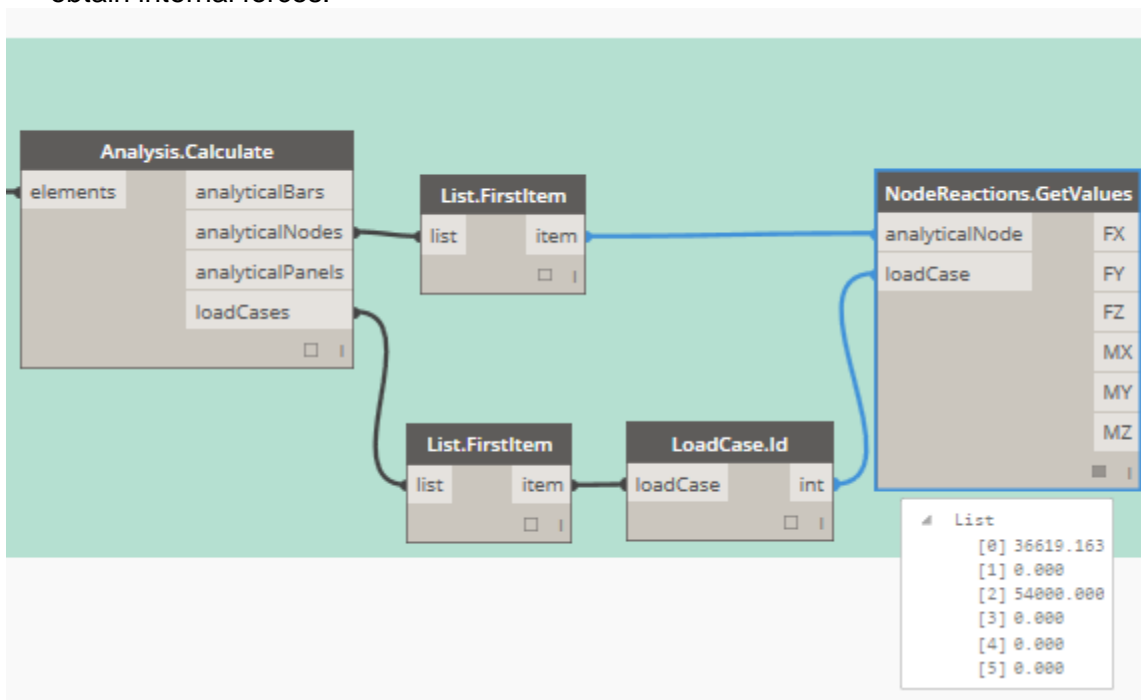 obtain internal forces.
Analysis.Calculate
elements
analyticalBars
analyticalNodes
analyticalPanels
loadCases
List.FirstItem
list item
NodeReactions.GetValues
analyticalNode FX
loadCase FY
FZ
MX
MY
MZ
List.FirstItem
list item
LoadCase.Id
loadCase int
List
[0] 36619.163
[1] 0.000
[2] 54000.000
[3] 0.000
[4] 0.000
[5] 0.000